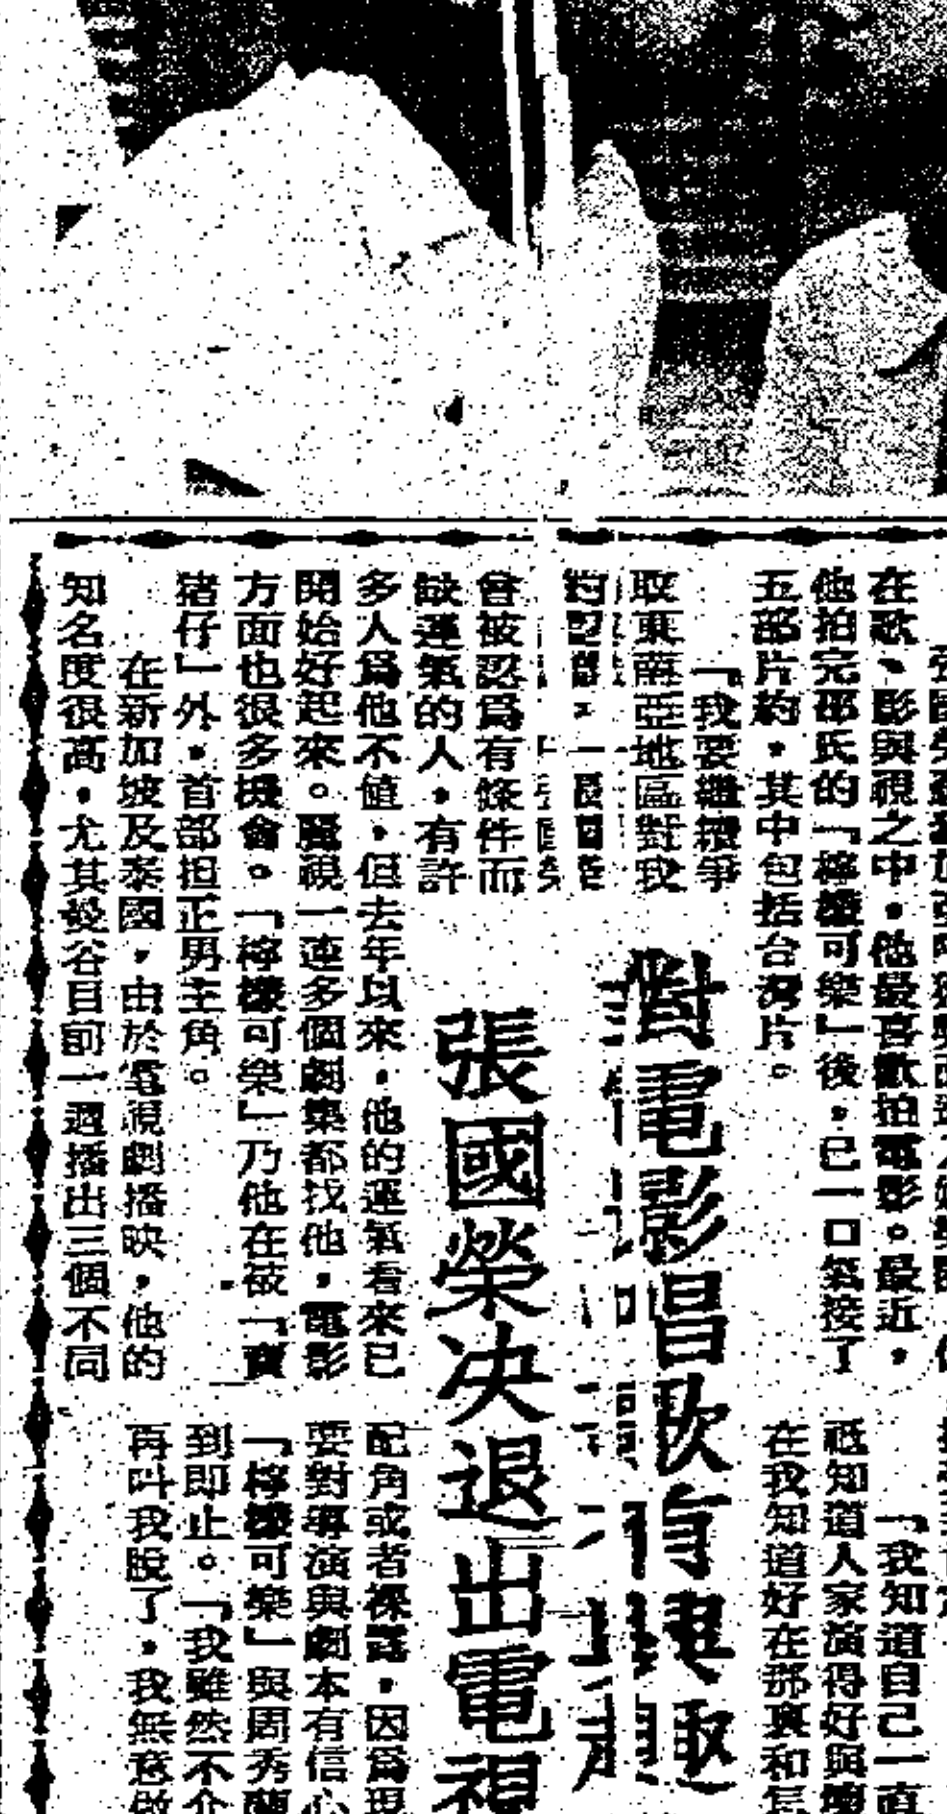 對電影唱歌有興趣
張國榮决退出電視
在歌、影與視之中,他最喜歡拍電影。最近,
他拍完邵氏的「檸檬可樂」後,已一口氣接了
五部片約,其中包括台灣片。
「我要繼續爭
取東南亞地區對我
曾被認爲有條件而
缺運氣的人,有許
多人爲他不值,但去年以來,他的運氣看來已
開始好起來。麗視一連多個劇集都找他,電影
方面也很多機會。「檸檬可樂」乃他在被「賣
猪仔」外,首部担正男主角。
在新加坡及泰國,由於電視劇播映,他的
知名度很高,尤其曼谷目前一週播出三個不同
「我知道自己一直
祗知道人家演得好與壞
在我知道好在那裏和怎
配角或者裸露,因爲現
要對導演與劇本有信心
「檸檬可樂」與周秀蘭
到即止。「我雖然不介
再叫我脫了,我無意做